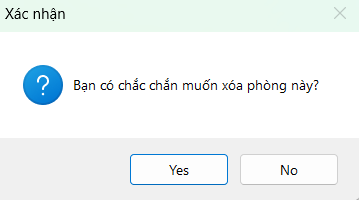 Xác nhận
Bạn có chắc chắn muốn xóa phòng này?
Yes
No